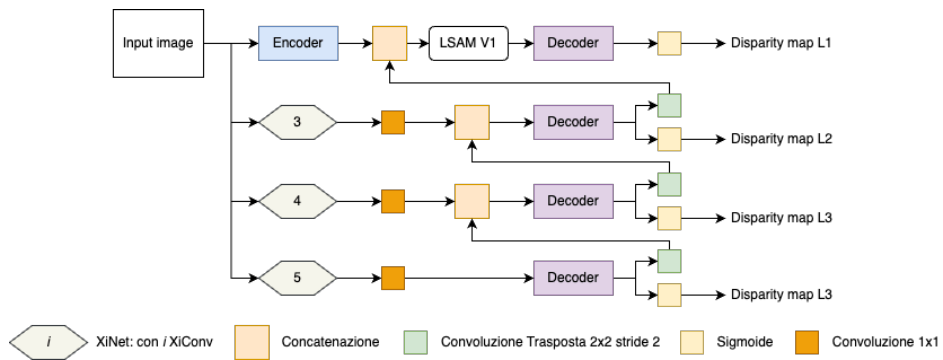 Input image
Encoder
LSAM V1
Decoder
Disparity map L1
3
Decoder
Disparity map L2
4
Decoder
Disparity map L3
5
Decoder
Disparity map L3
i
XiNet: con i XiConv
Concatenazione
Convoluzione Trasposta 2x2 stride 2
Sigmoide
Convoluzione 1x1